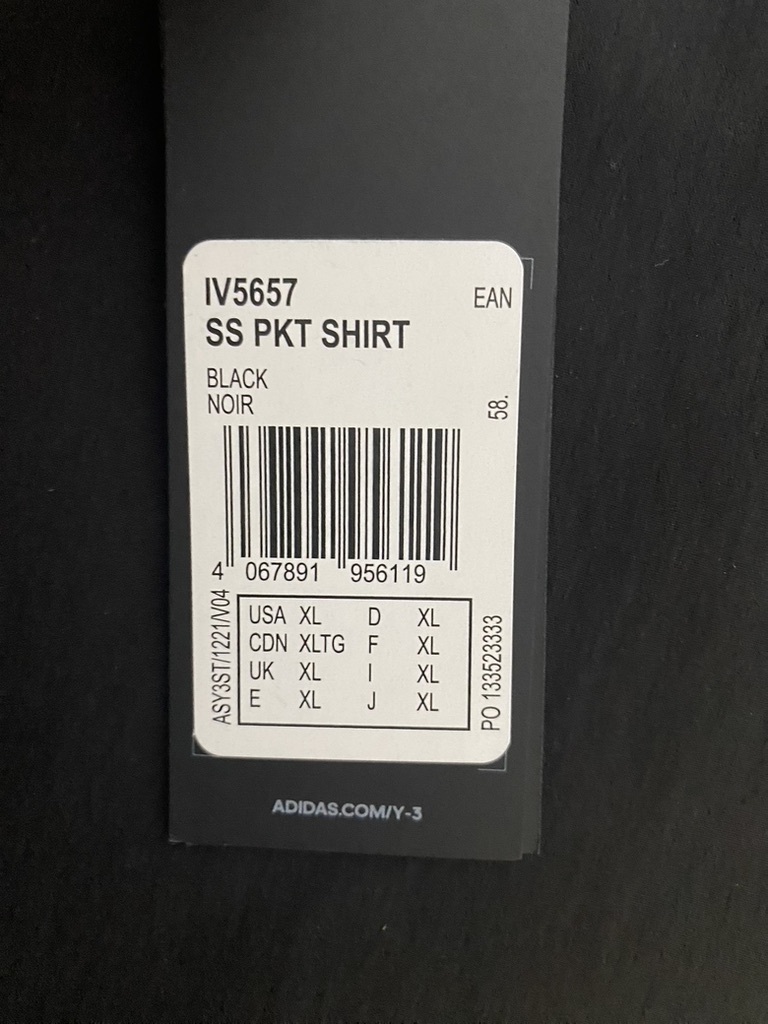 IV5657
EAN
SS PKT SHIRT
BLACK
NOIR
58.
4 067891 956119
ASY3ST/1221/V04
USA XL D XL
CDN XLTG F XL
UK XL I XL
E XL J XL
PO 133523333
ADIDAS.COM/Y-3